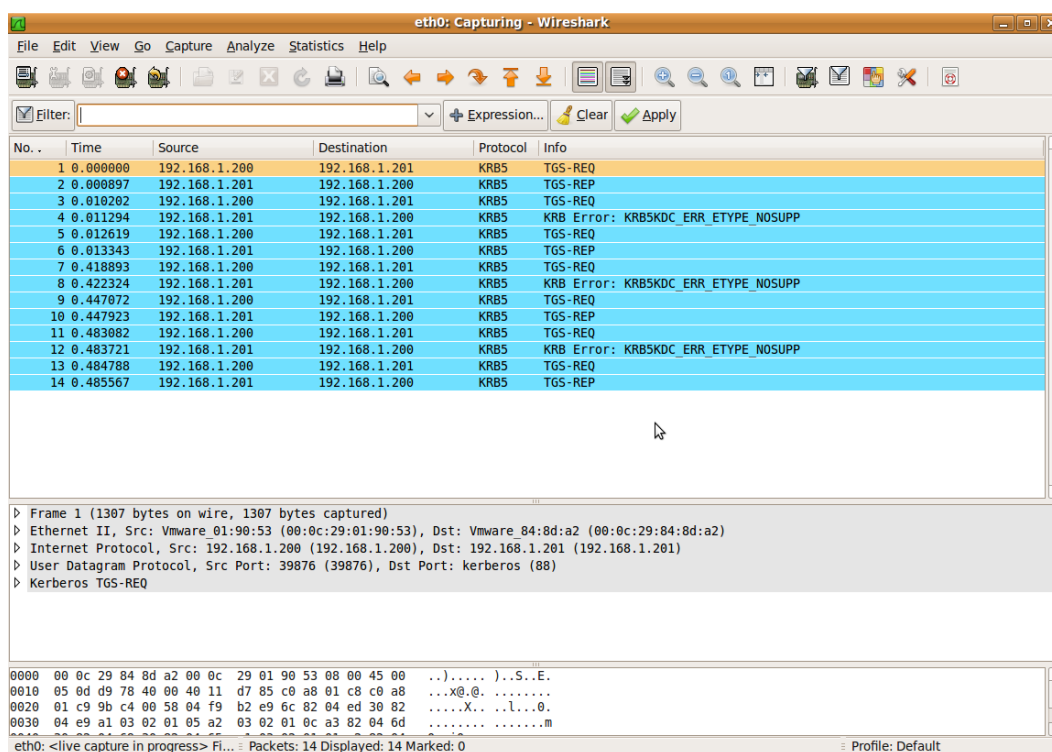 eth0: Capturing - Wireshark
File Edit View Go Capture Analyze Statistics Help
Filter: Expression... Clear Apply
No. . Time Source Destination Protocol Info
1 0.000000 192.168.1.200 192.168.1.201 KRB5 TGS-REQ
2 0.000897 192.168.1.201 192.168.1.200 KRB5 TGS-REP
3 0.010202 192.168.1.200 192.168.1.201 KRB5 TGS-REQ
4 0.011294 192.168.1.201 192.168.1.200 KRB5 KRB Error: KRB5KDC_ERR_ETYPE_NOSUPP
5 0.012619 192.168.1.200 192.168.1.201 KRB5 TGS-REQ
6 0.013343 192.168.1.201 192.168.1.200 KRB5 TGS-REP
7 0.418893 192.168.1.200 192.168.1.201 KRB5 TGS-REQ
8 0.422324 192.168.1.201 192.168.1.200 KRB5 KRB Error: KRB5KDC_ERR_ETYPE_NOSUPP
9 0.447072 192.168.1.200 192.168.1.201 KRB5 TGS-REQ
10 0.447923 192.168.1.201 192.168.1.200 KRB5 TGS-REP
11 0.483082 192.168.1.200 192.168.1.201 KRB5 TGS-REQ
12 0.483721 192.168.1.201 192.168.1.200 KRB5 KRB Error: KRB5KDC_ERR_ETYPE_NOSUPP
13 0.484788 192.168.1.200 192.168.1.201 KRB5 TGS-REQ
14 0.485567 192.168.1.201 192.168.1.200 KRB5 TGS-REP
Frame 1 (1307 bytes on wire, 1307 bytes captured)
Ethernet II, Src: Vmware_01:90:53 (00:0c:29:01:90:53), Dst: Vmware_84:8d:a2 (00:0c:29:84:8d:a2)
Internet Protocol, Src: 192.168.1.200 (192.168.1.200), Dst: 192.168.1.201 (192.168.1.201)
User Datagram Protocol, Src Port: 39876 (39876), Dst Port: kerberos (88)
Kerberos TGS-REQ
0000 00 0c 29 84 8d a2 00 0c 29 01 90 53 08 00 45 00 ..)..... )..S..E.
0010 05 0d d9 78 40 00 40 11 d7 85 c0 a8 01 c8 c0 a8 ...x@.@. ........
0020 01 c9 9b c4 00 58 04 f9 b2 e9 6c 82 04 ed 30 82 .....X.. ..l...0.
0030 04 e9 a1 03 02 01 05 a2 03 02 01 0c a3 82 04 6d ........ .......m
eth0: <live capture in progress> Fi... Packets: 14 Displayed: 14 Marked: 0 Profile: Default